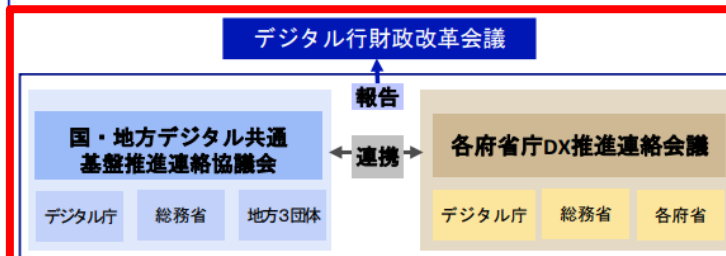 デジタル行財政改革会議
報告
国・地方デジタル共通
基盤推進連絡協議会
連携
各府省庁DX推進連絡会議
デジタル庁
総務省
地方3団体
デジタル庁
総務省
各府省